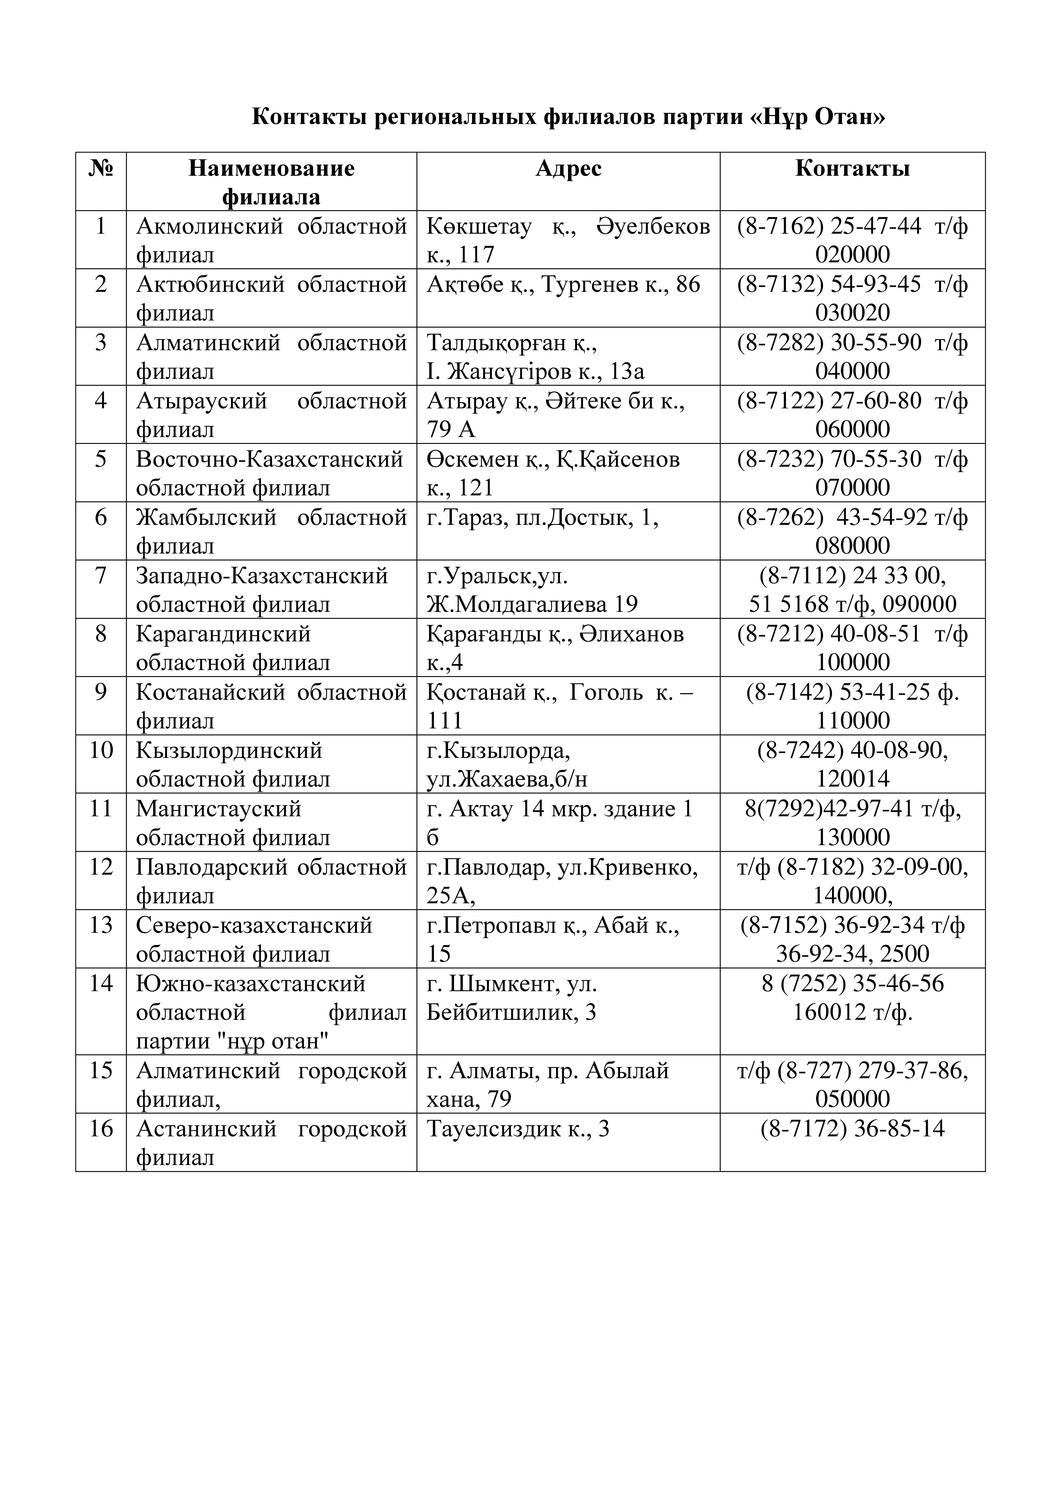 Контакты региональных филиалов партии «Нұр Отан»
№ Наименование филиала Адрес Контакты
1 Акмолинский областной филиал Көкшетау қ., Әуелбеков к., 117 (8-7162) 25-47-44 т/ф 020000
2 Актюбинский областной филиал Ақтөбе қ., Тургенев к., 86 (8-7132) 54-93-45 т/ф 030020
3 Алматинский областной филиал Талдықорған қ., І. Жансүгіров к., 13а (8-7282) 30-55-90 т/ф 040000
4 Атырауский областной филиал Атырау қ., Әйтеке би к., 79 А (8-7122) 27-60-80 т/ф 060000
5 Восточно-Казахстанский областной филиал Өскемен қ., Қ.Қайсенов к., 121 (8-7232) 70-55-30 т/ф 070000
6 Жамбылский областной филиал г.Тараз, пл.Достык, 1, (8-7262) 43-54-92 т/ф 080000
7 Западно-Казахстанский областной филиал г.Уральск,ул. Ж.Молдагалиева 19 (8-7112) 24 33 00, 51 5168 т/ф, 090000
8 Карагандинский областной филиал Қарағанды қ., Әлиханов к.,4 (8-7212) 40-08-51 т/ф 100000
9 Костанайский областной филиал Қостанай қ., Гоголь к. – 111 (8-7142) 53-41-25 ф. 110000
10 Кызылординский областной филиал г.Кызылорда, ул.Жахаева,б/н (8-7242) 40-08-90, 120014
11 Мангистауский областной филиал г. Актау 14 мкр. здание 1 б 8(7292)42-97-41 т/ф, 130000
12 Павлодарский областной филиал г.Павлодар, ул.Кривенко, 25А, т/ф (8-7182) 32-09-00, 140000,
13 Северо-казахстанский областной филиал г.Петропавл қ., Абай к., 15 (8-7152) 36-92-34 т/ф 36-92-34, 2500
14 Южно-казахстанский областной филиал партии "нұр отан" г. Шымкент, ул. Бейбитшилик, 3 8 (7252) 35-46-56 160012 т/ф.
15 Алматинский городской филиал, г. Алматы, пр. Абылай хана, 79 т/ф (8-727) 279-37-86, 050000
16 Астанинский городской филиал Тауелсиздик к., 3 (8-7172) 36-85-14